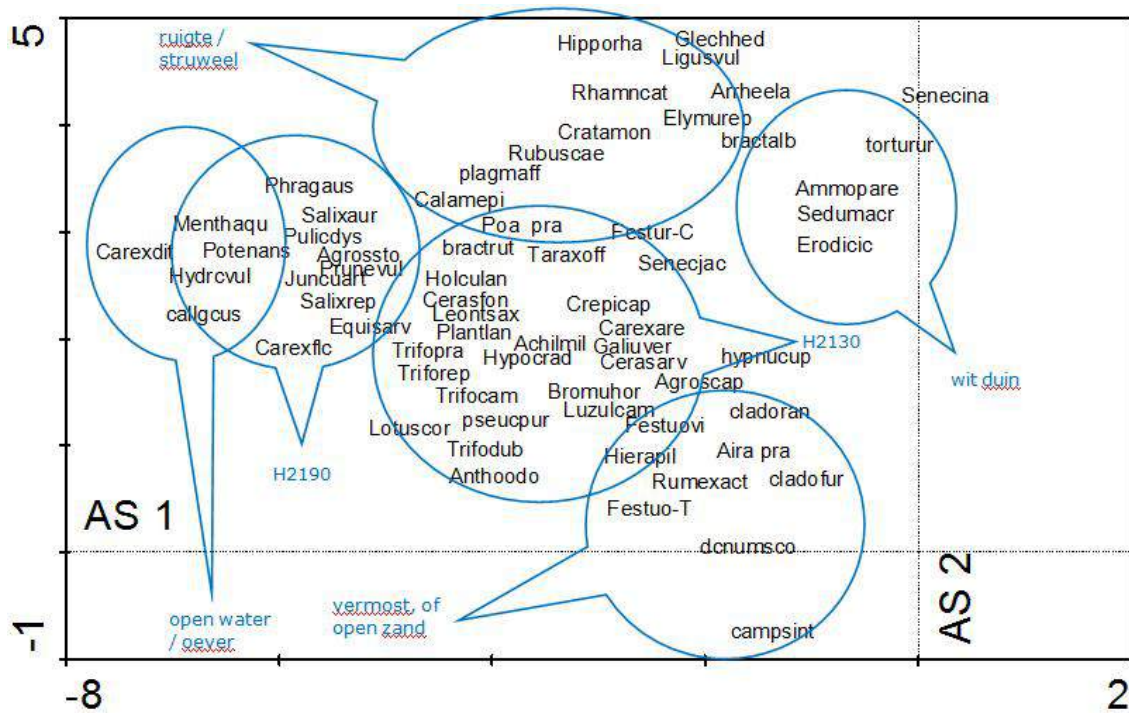 5
ruigte /
struweel
Hipporha
Glechhed
Ligusvul
Rhamncat
Arrheela
Senecina
Elymurep
Cratamon
bractalb
torturur
Rubuscae
plagmaff
Phragaus
Calamepi
Ammopare
Menthaqu
Salixaur
Sedumacr
Pulicdys
Poa pra
Festur-C
Carexdit
Potenans
Agrossto
bractrut
Taraxoff
Erodicic
Hydrcvul
Prunevul
Juncuart
Holculan
Senecjac
callgcus
Salixrep
Cerasfon
Leontsax
Crepicap
Equisarv
Plantlan
Achilmil
Carexare
Galiuver
H2130
Carexflc
Trifopra
Hypocrad
Cerasarv
hypnucup
Triforep
Agroscap
wit duin
Trifocam
Bromuhor
Luzulcam
cladoran
Lotuscor
pseucpur
Festuovi
Trifodub
Hierapil
Aira pra
H2190
Anthoodo
Rumexact
cladofur
AS 1
Festuo-T
dcnumsco
AS 2
open water
/ oever
vermost, of
open zand
campsint
-1
-8
2